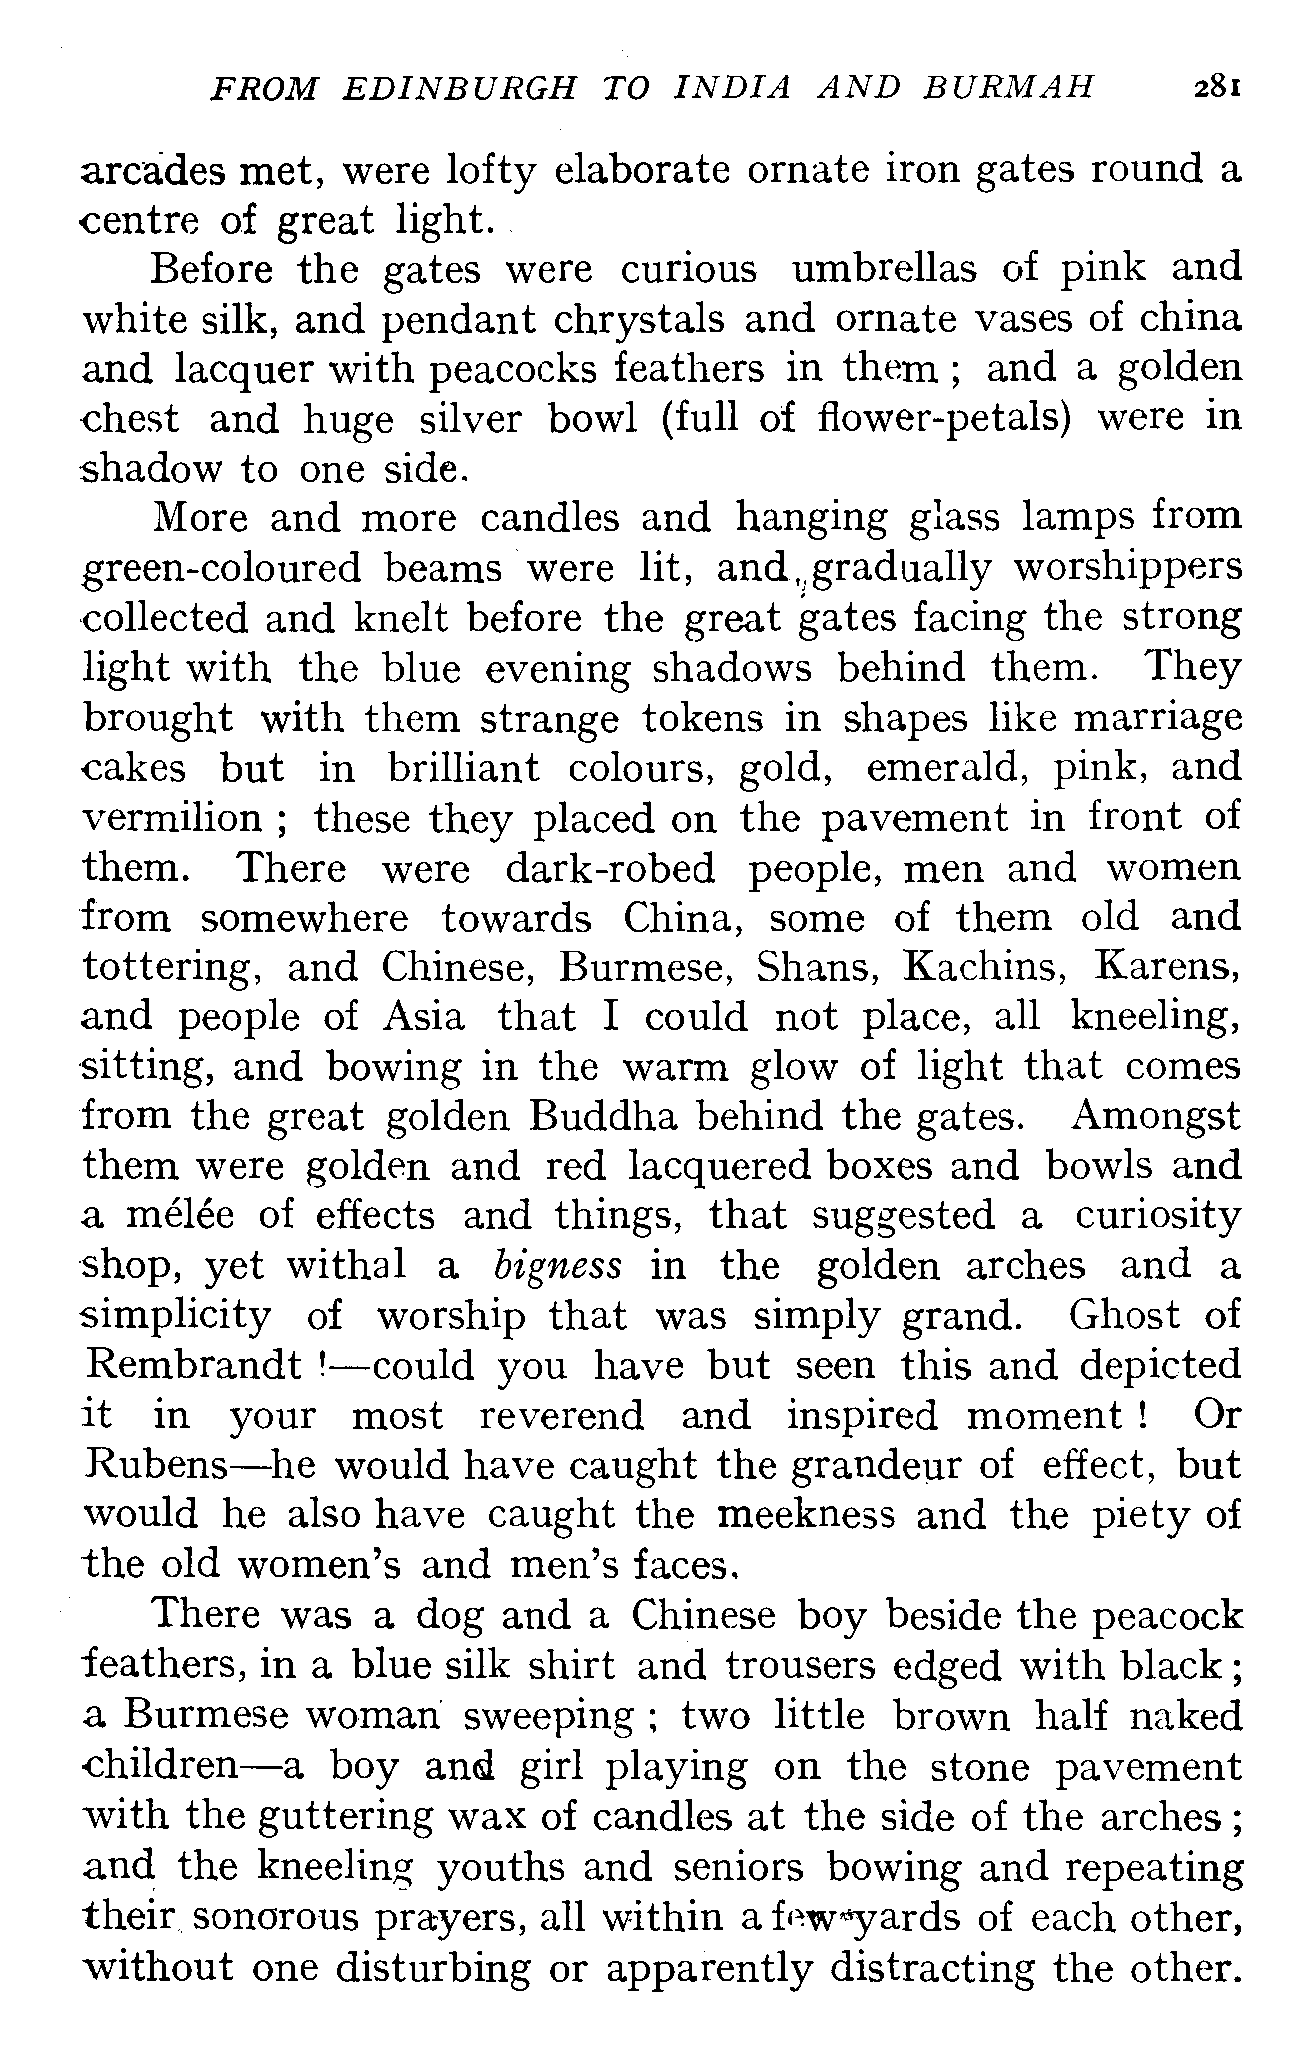 FROM EDINBURGH TO INDIA AND BURMAH 281
arcades met, were lofty elaborate ornate iron gates round a
centre of great light.
Before the gates were curious umbrellas of pink and
white silk, and pendant chrystals and ornate vases of china
and lacquer with peacocks feathers in them ; and a golden
chest and huge silver bowl (full of flower-petals) were in
shadow to one side.
More and more candles and hanging glass lamps from
green-coloured beams were lit, and, gradually worshippers
collected and knelt before the great gates facing the strong
light with the blue evening shadows behind them. They
brought with them strange tokens in shapes like marriage
cakes but in brilliant colours, gold, emerald, pink, and
vermilion ; these they placed on the pavement in front of
them. There were dark-robed people, men and women
from somewhere towards China, some of them old and
tottering, and Chinese, Burmese, Shans, Kachins, Karens,
and people of Asia that I could not place, all kneeling,
sitting, and bowing in the warm glow of light that comes
from the great golden Buddha behind the gates. Amongst
them were golden and red lacquered boxes and bowls and
a mélée of effects and things, that suggested a curiosity
shop, yet withal a bigness in the golden arches and a
simplicity of worship that was simply grand. Ghost of
Rembrandt !—could you have but seen this and depicted
it in your most reverend and inspired moment ! Or
Rubens—he would have caught the grandeur of effect, but
would he also have caught the meekness and the piety of
the old women's and men's faces.
There was a dog and a Chinese boy beside the peacock
feathers, in a blue silk shirt and trousers edged with black ;
a Burmese woman sweeping ; two little brown half naked
children—a boy and girl playing on the stone pavement
with the guttering wax of candles at the side of the arches ;
and the kneeling youths and seniors bowing and repeating
their sonorous prayers, all within a few yards of each other,
without one disturbing or apparently distracting the other.